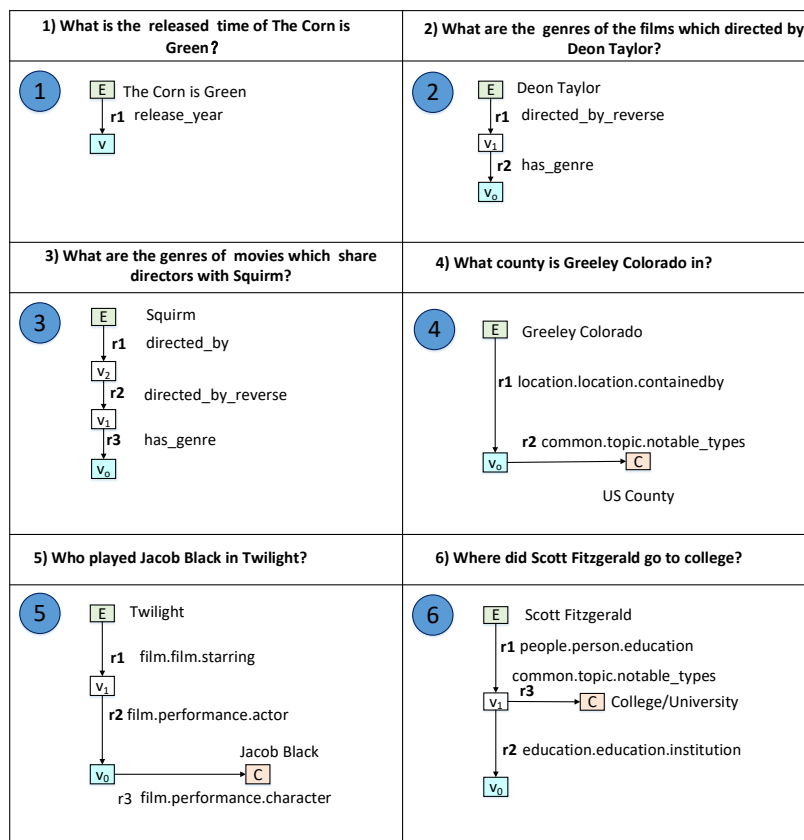 1) What is the released time of The Corn is
Green?
1
E The Corn is Green
r1 release_year
v
2) What are the genres of the films which directed by
Deon Taylor?
2
E Deon Taylor
r1 directed_by_reverse
v1
r2 has_genre
vo
3) What are the genres of movies which share
directors with Squirm?
3
E Squirm
r1 directed_by
v2
r2 directed_by_reverse
v1
r3 has_genre
vo
4) What county is Greeley Colorado in?
4
E Greeley Colorado
r1 location.location.containedby
r2 common.topic.notable_types
vo C
US County
5) Who played Jacob Black in Twilight?
5
E Twilight
r1 film.film.starring
v1
r2 film.performance.actor
Jacob Black
v0 C
r3 film.performance.character
6) Where did Scott Fitzgerald go to college?
6
E Scott Fitzgerald
r1 people.person.education
common.topic.notable_types
r3
v1 C College/University
r2 education.education.institution
v0